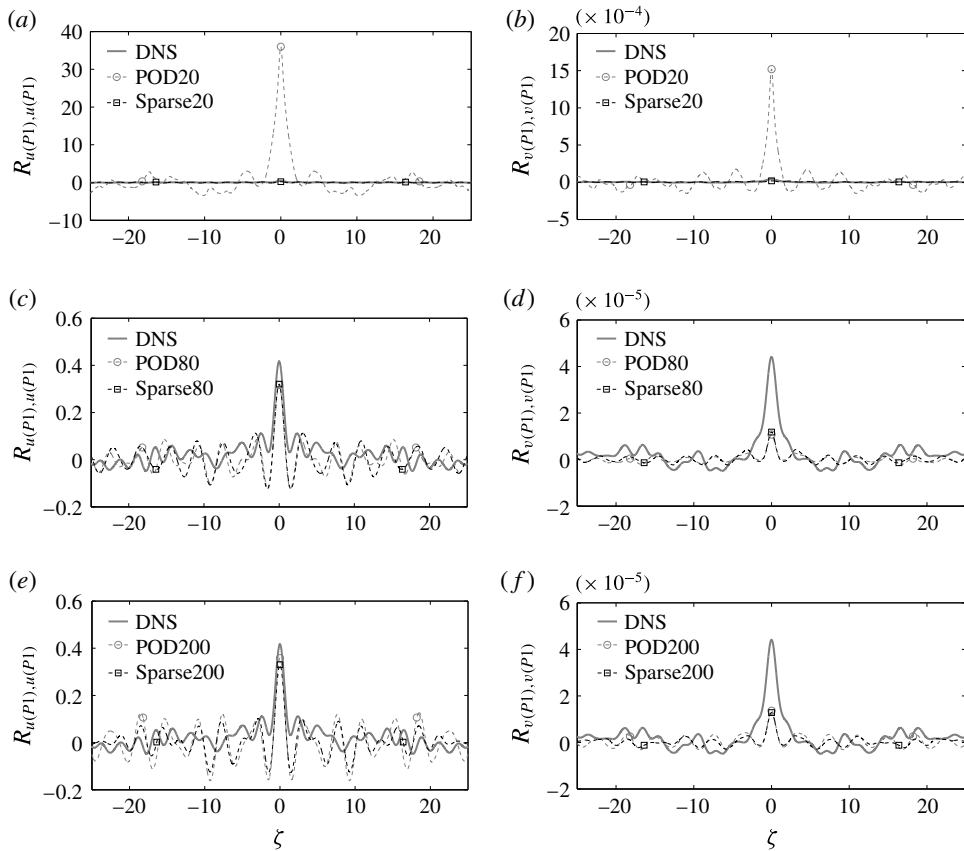 (a)
40
30
20
10
0
−10
R_{u(P1),u(P1)}
DNS
POD20
Sparse20
−20 −10 0 10 20
(b)
(× 10^{−4})
20
15
10
5
0
−5
R_{v(P1),v(P1)}
DNS
POD20
Sparse20
−20 −10 0 10 20
(c)
0.6
0.4
0.2
0
−0.2
R_{u(P1),u(P1)}
DNS
POD80
Sparse80
−20 −10 0 10 20
(d)
(× 10^{−5})
6
4
2
0
−2
R_{v(P1),v(P1)}
DNS
POD80
Sparse80
−20 −10 0 10 20
(e)
0.6
0.4
0.2
0
−0.2
R_{u(P1),u(P1)}
DNS
POD200
Sparse200
−20 −10 0 10 20
ζ
(f)
(× 10^{−5})
6
4
2
0
−2
R_{v(P1),v(P1)}
DNS
POD200
Sparse200
−20 −10 0 10 20
ζ